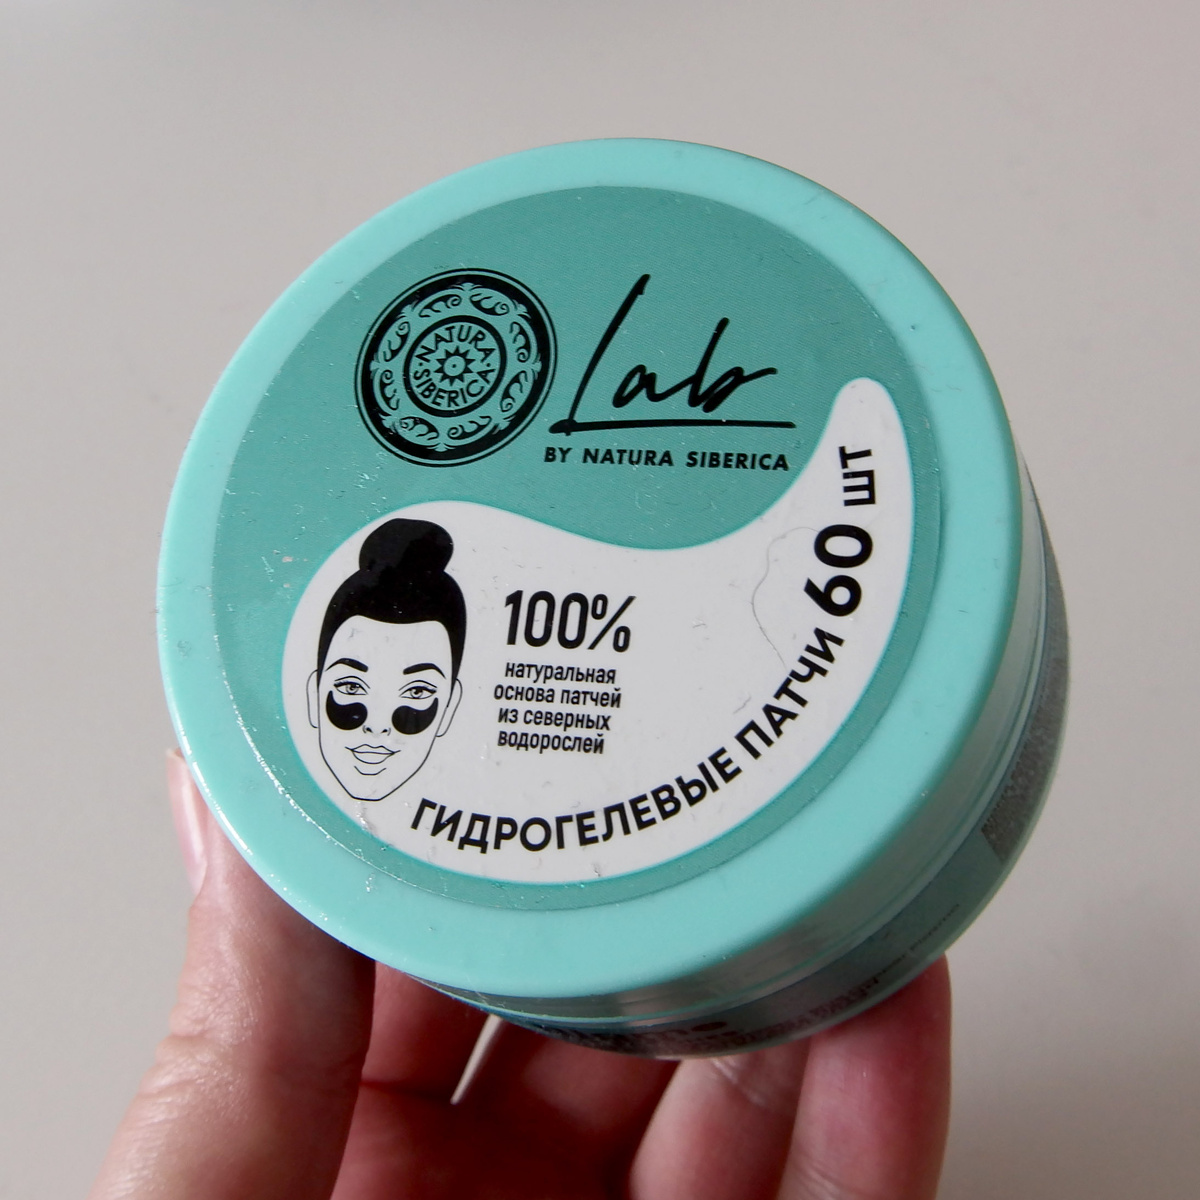 NATURA
SIBERICA
Lab
BY NATURA SIBERICA
100%
натуральная
основа патчей
из северных
водорослей
ГИДРОГЕЛЕВЫЕ ПАТЧИ 60 ШТ